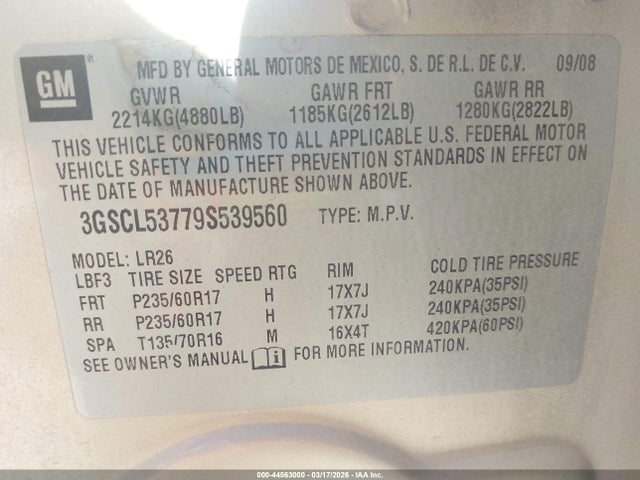 GM ®
MFD BY GENERAL MOTORS DE MEXICO, S. DE R.L. DE C.V. 09/08
GVWR GAWR FRT GAWR RR
2214KG(4880LB) 1185KG(2612LB) 1280KG(2822LB)
THIS VEHICLE CONFORMS TO ALL APPLICABLE U.S. FEDERAL MOTOR
VEHICLE SAFETY AND THEFT PREVENTION STANDARDS IN EFFECT ON
THE DATE OF MANUFACTURE SHOWN ABOVE.
3GSCL53779S539560 TYPE: M.P.V.
MODEL: LR26
LBF3 TIRE SIZE SPEED RTG RIM COLD TIRE PRESSURE
FRT P235/60R17 H 17X7J 240KPA(35PSI)
RR P235/60R17 H 17X7J 240KPA(35PSI)
SPA T135/70R16 M 16X4T 420KPA(60PSI)
SEE OWNER'S MANUAL FOR MORE INFORMATION.
000-44563000 - 03/17/2026 - IAA Inc.